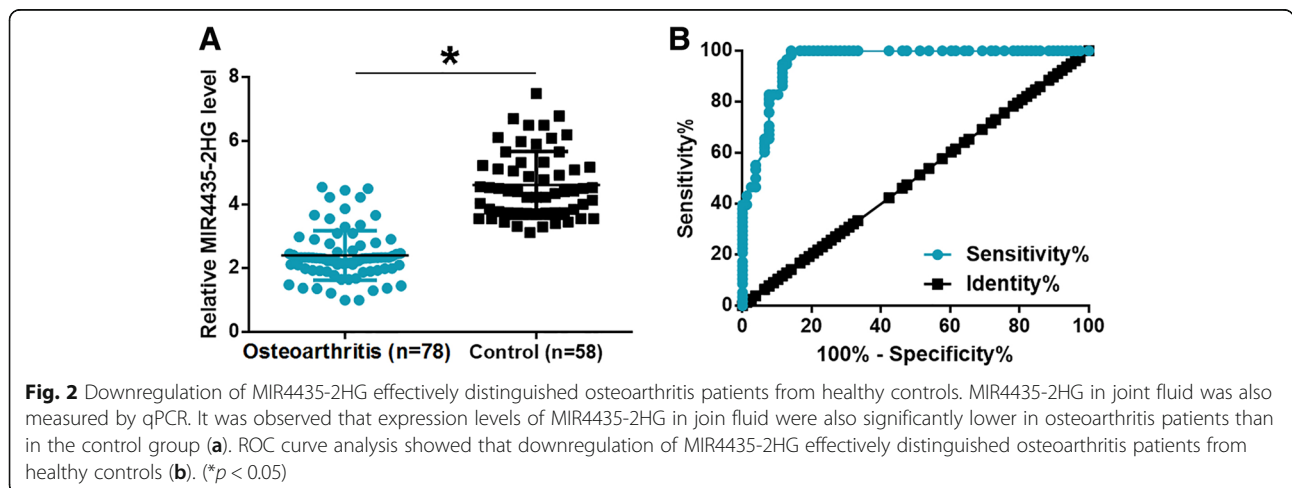 A
*
8
6
4
2
0
Relative MIR4435-2HG level
Osteoarthritis (n=78)
Control (n=58)
B
100
80
60
40
20
0
Sensitivity%
Sensitivity%
Identity%
0
20
40
60
80
100
100% - Specificity%
Fig. 2 Downregulation of MIR4435-2HG effectively distinguished osteoarthritis patients from healthy controls. MIR4435-2HG in joint fluid was also
measured by qPCR. It was observed that expression levels of MIR4435-2HG in join fluid were also significantly lower in osteoarthritis patients than
in the control group (a). ROC curve analysis showed that downregulation of MIR4435-2HG effectively distinguished osteoarthritis patients from
healthy controls (b). (*p < 0.05)